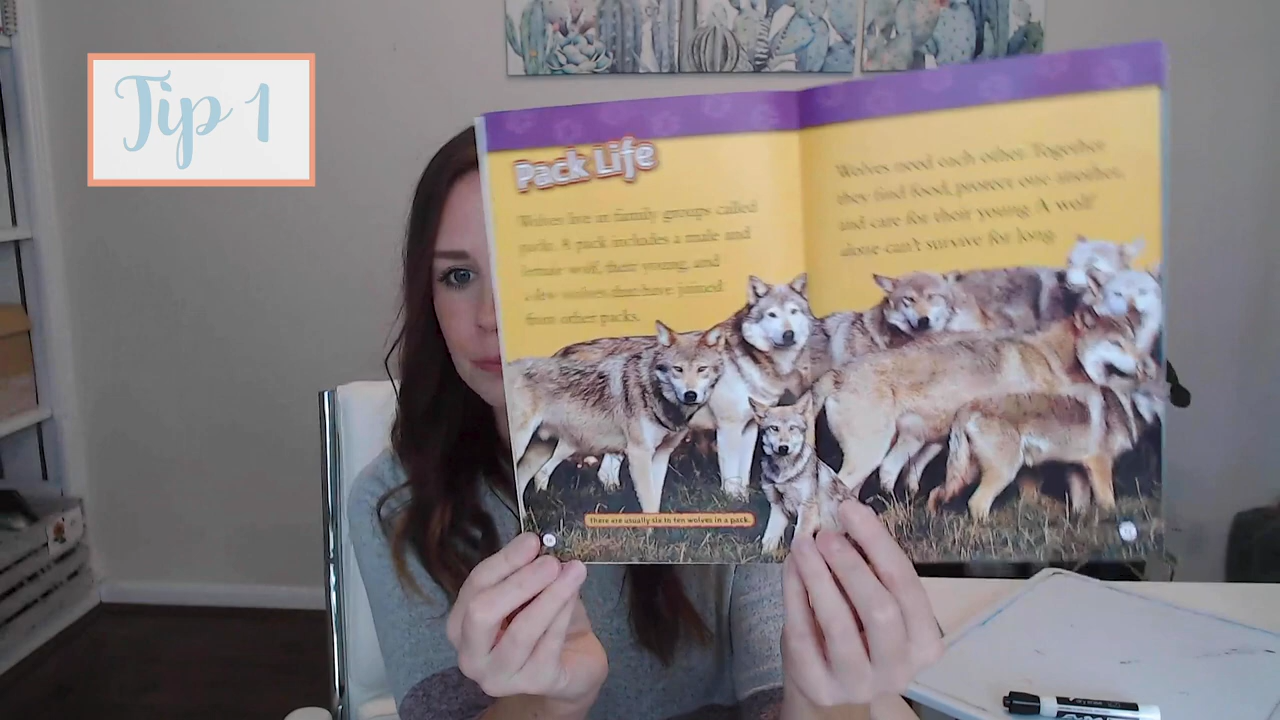 Tip 1
Pack Life
Wolves live in family groups called
packs. A pack includes a male and
female wolf, their young, and
a few wolves that have joined
from other packs.
Wolves need each other. Together
they find food, protect one another,
and care for their young. A wolf
alone can't survive for long.
There are usually six to ten wolves in a pack.